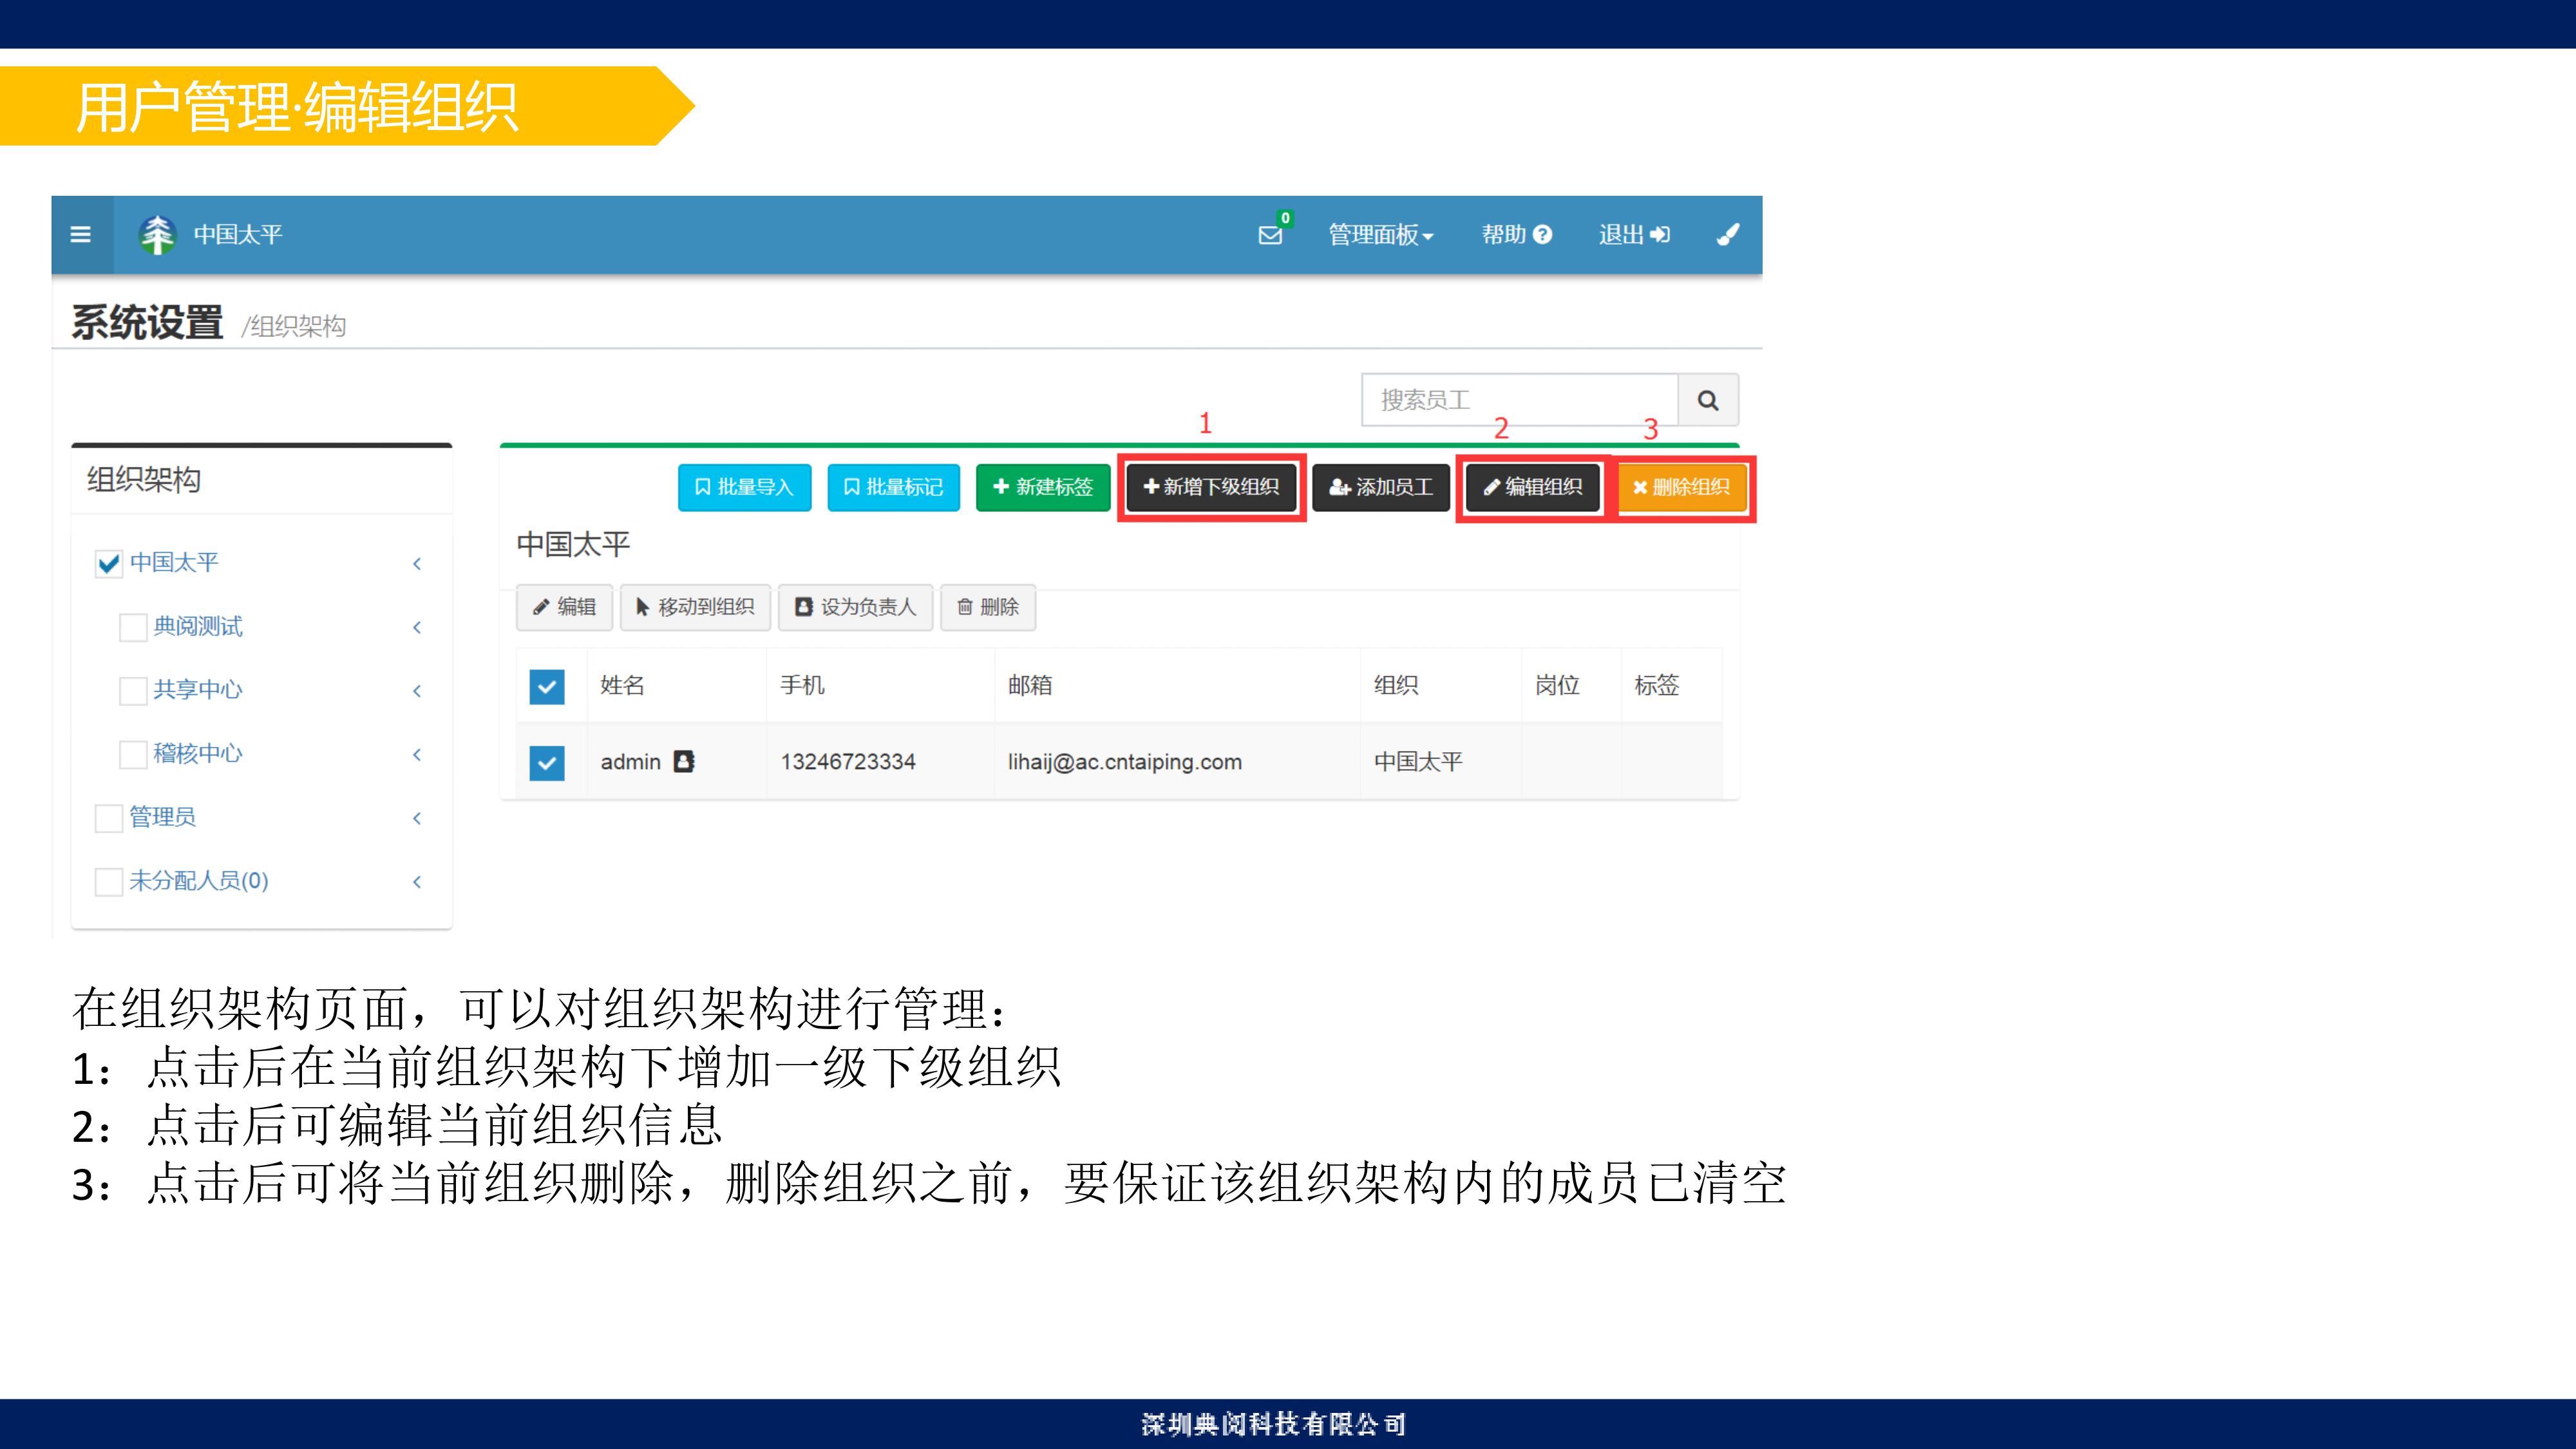 用户管理·编辑组织
中国太平
0
管理面板
帮助
退出
系统设置 /组织架构
搜索员工
1
2
3
组织架构
批量导入
批量标记
新建标签
新增下级组织
添加员工
编辑组织
删除组织
中国太平
典阅测试
共享中心
稽核中心
管理员
未分配人员(0)
中国太平
编辑
移动到组织
设为负责人
删除
姓名 手机 邮箱 组织 岗位 标签
admin 13246723334 lihaij@ac.cntaiping.com 中国太平
在组织架构页面，可以对组织架构进行管理：
1：点击后在当前组织架构下增加一级下级组织
2：点击后可编辑当前组织信息
3：点击后可将当前组织删除，删除组织之前，要保证该组织架构内的成员已清空
深圳典阅科技有限公司